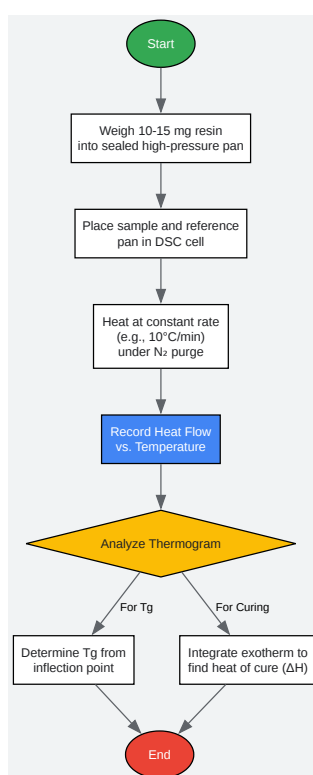 Start
Weigh 10-15 mg resin
into sealed high-pressure pan
Place sample and reference
pan in DSC cell
Heat at constant rate
(e.g., 10°C/min)
under N₂ purge
Record Heat Flow
vs. Temperature
Analyze Thermogram
For Tg
For Curing
Determine Tg from
inflection point
Integrate exotherm to
find heat of cure (ΔH)
End